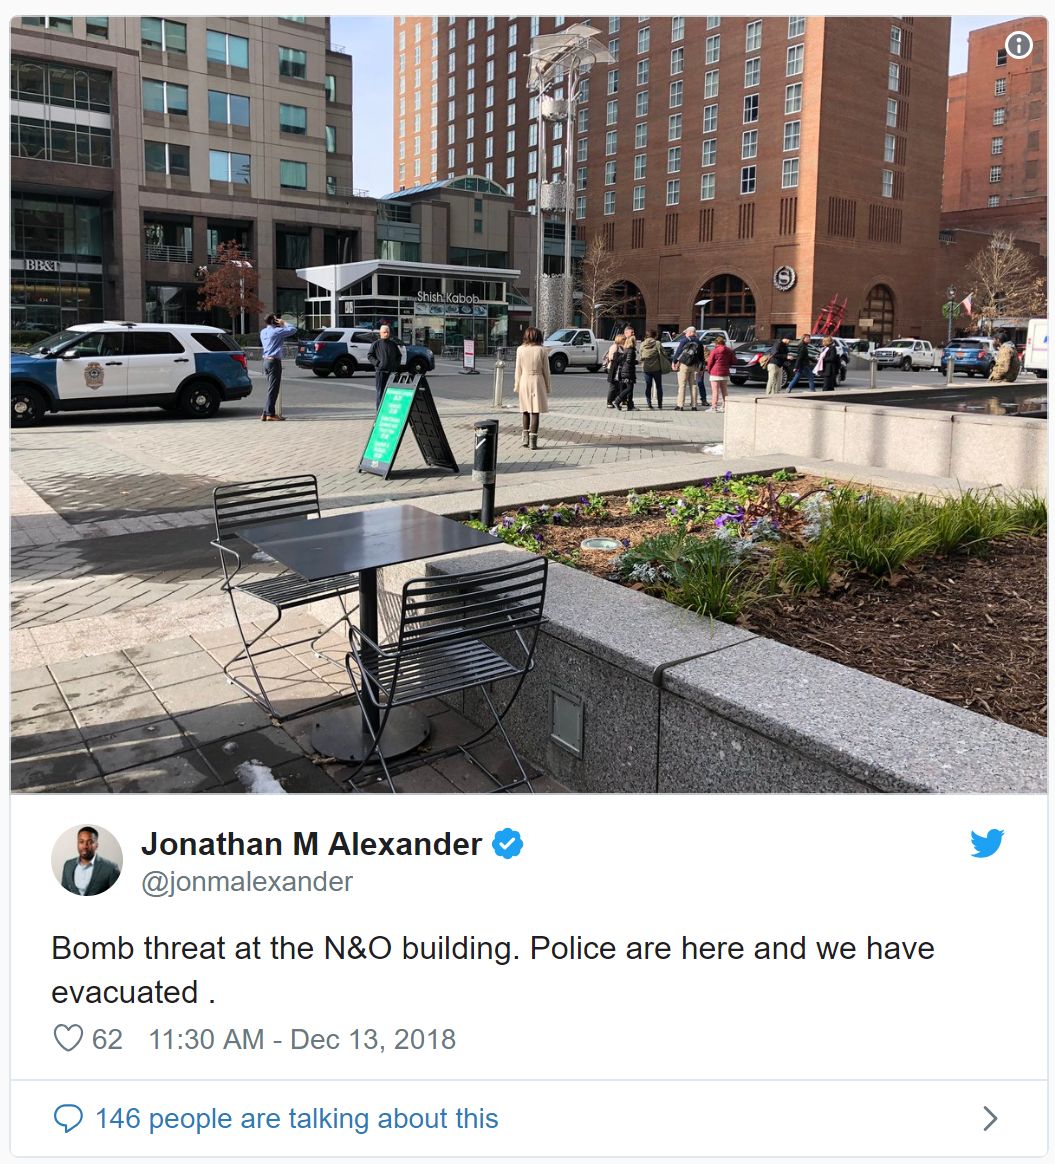 BB&T
Shish Kabob
S
Jonathan M Alexander
@jonmalexander
Bomb threat at the N&O building. Police are here and we have
evacuated .
62 11:30 AM - Dec 13, 2018
146 people are talking about this